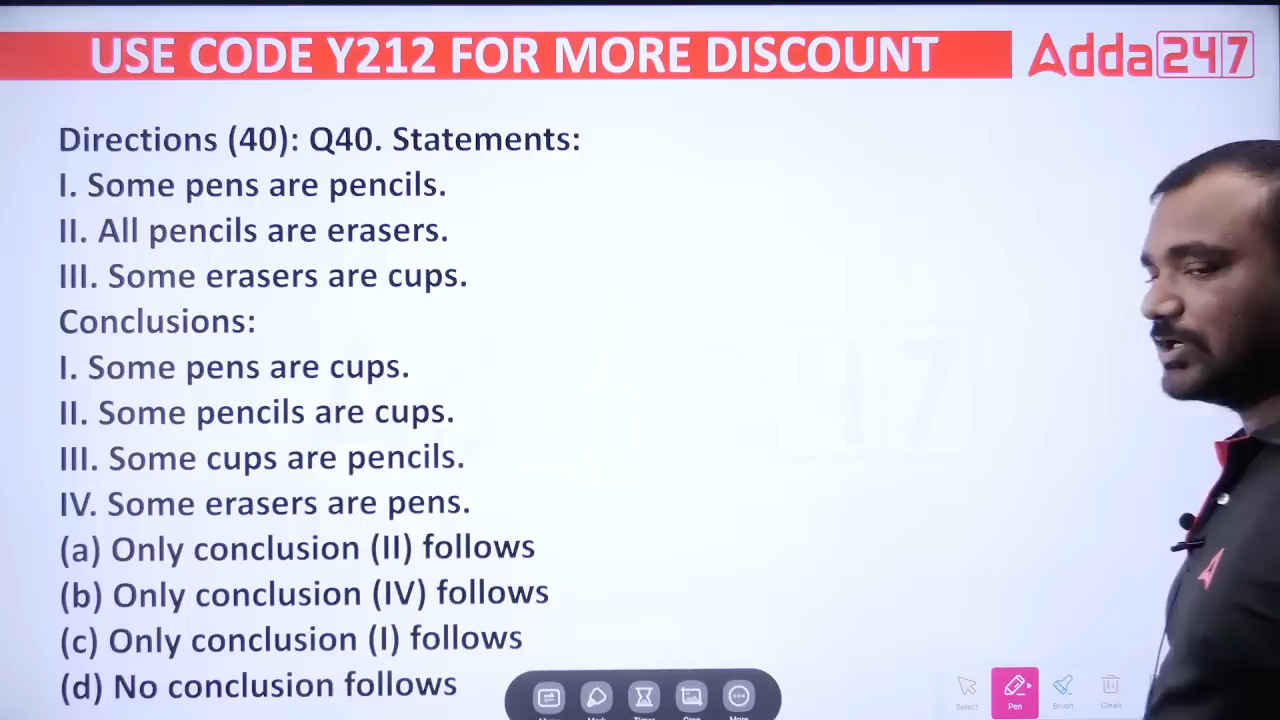 USE CODE Y212 FOR MORE DISCOUNT
Adda247
Directions (40): Q40. Statements:
I. Some pens are pencils.
II. All pencils are erasers.
III. Some erasers are cups.
Conclusions:
I. Some pens are cups.
II. Some pencils are cups.
III. Some cups are pencils.
IV. Some erasers are pens.
(a) Only conclusion (II) follows
(b) Only conclusion (IV) follows
(c) Only conclusion (I) follows
(d) No conclusion follows
Select Pen Brush Clean